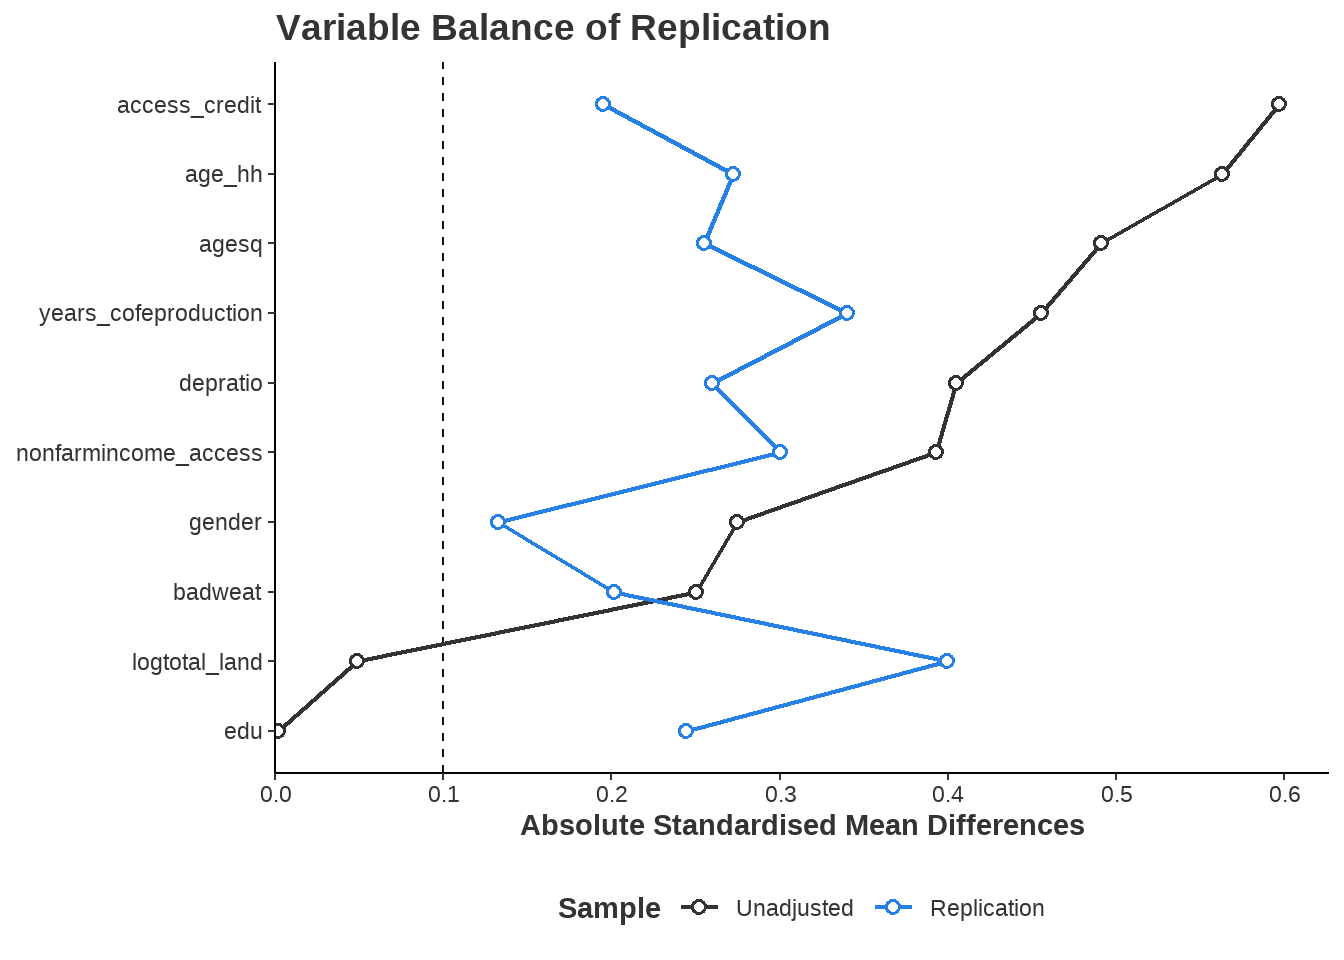 Variable Balance of Replication
access_credit
age_hh
agesq
years_cofeproduction
depratio
nonfarmincome_access
gender
badweat
logtotal_land
edu
0.0 0.1 0.2 0.3 0.4 0.5 0.6
Absolute Standardised Mean Differences
Sample Unadjusted Replication